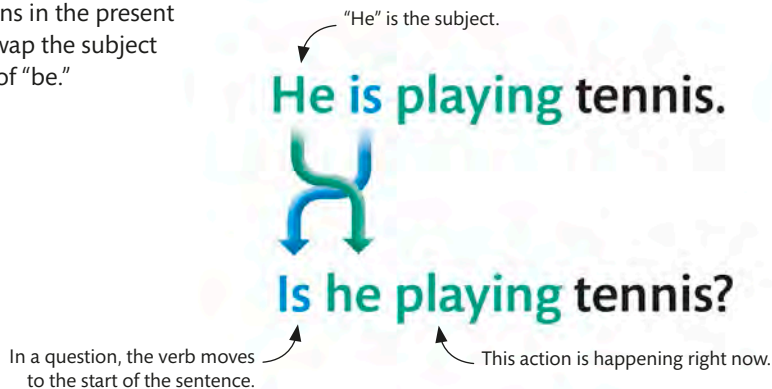 ns in the present
wap the subject
of “be.”
“He” is the subject.
He is playing tennis.
Is he playing tennis?
In a question, the verb moves
to the start of the sentence.
This action is happening right now.